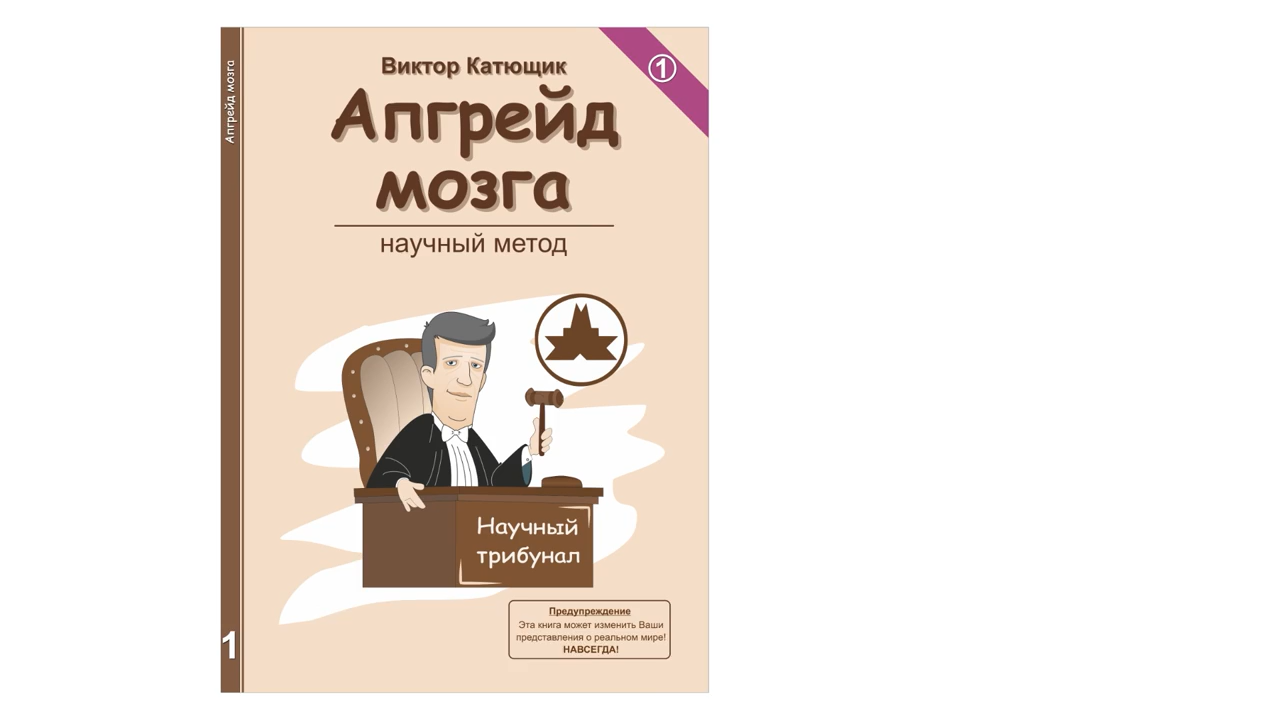 Апгрейд мозга
1
Виктор Катющик
1
Апгрейд
мозга
научный метод
Научный
трибунал
Предупреждение
Эта книга может изменить Ваши
представления о реальном мире!
НАВСЕГДА!